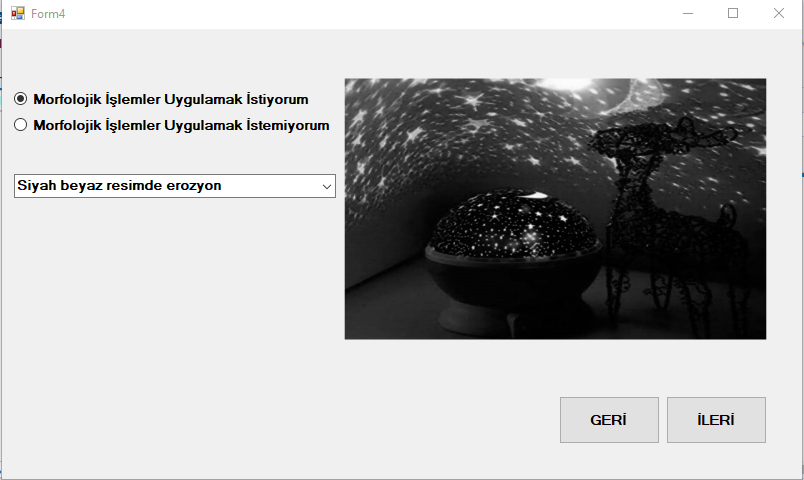 Form4
Morfolojik İşlemler Uygulamak İstiyorum
Morfolojik İşlemler Uygulamak İstemiyorum
Siyah beyaz resimde erozyon
GERİ
İLERİ